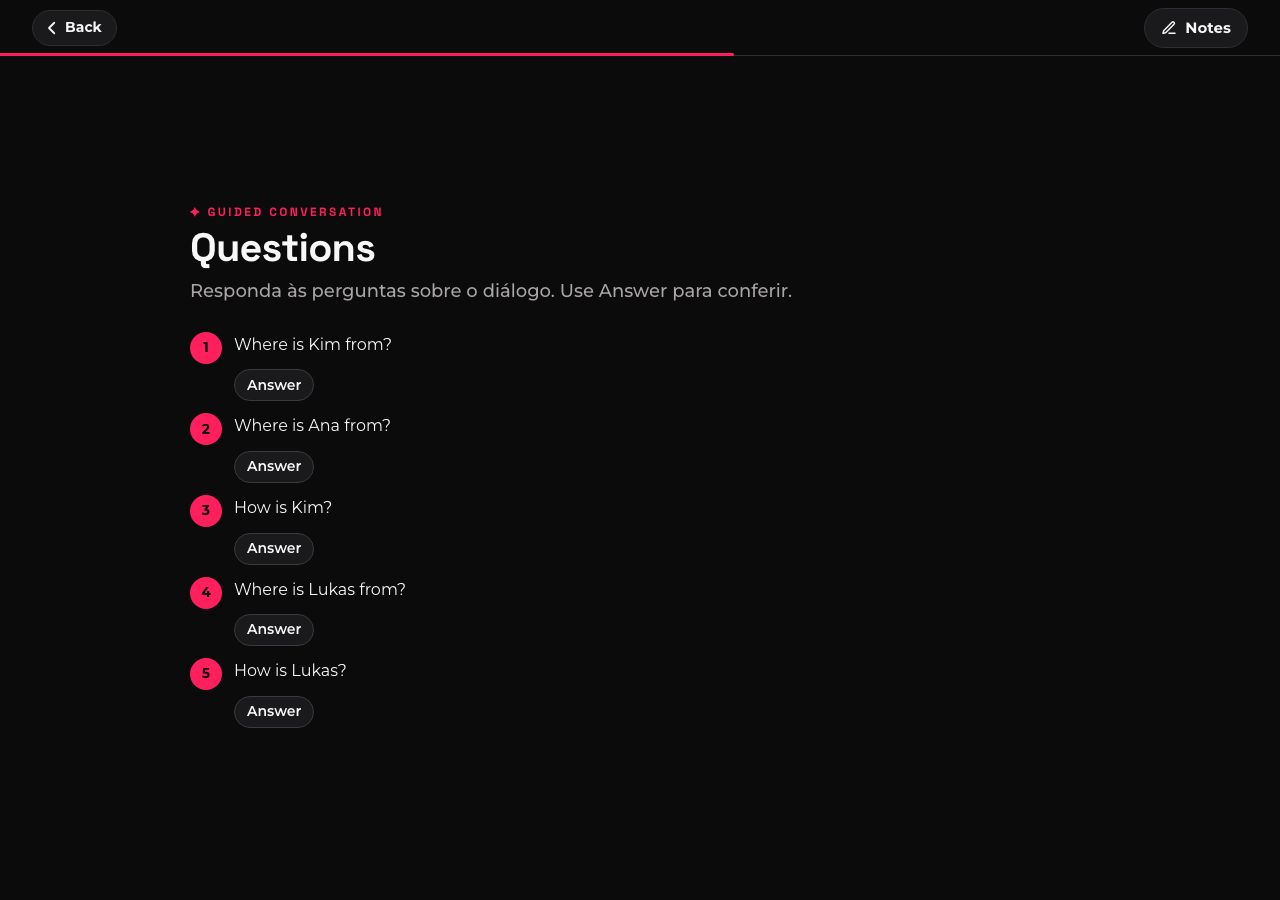 Back
Notes
GUIDED CONVERSATION
Questions
Responda às perguntas sobre o diálogo. Use Answer para conferir.
1 Where is Kim from?
Answer
2 Where is Ana from?
Answer
3 How is Kim?
Answer
4 Where is Lukas from?
Answer
5 How is Lukas?
Answer